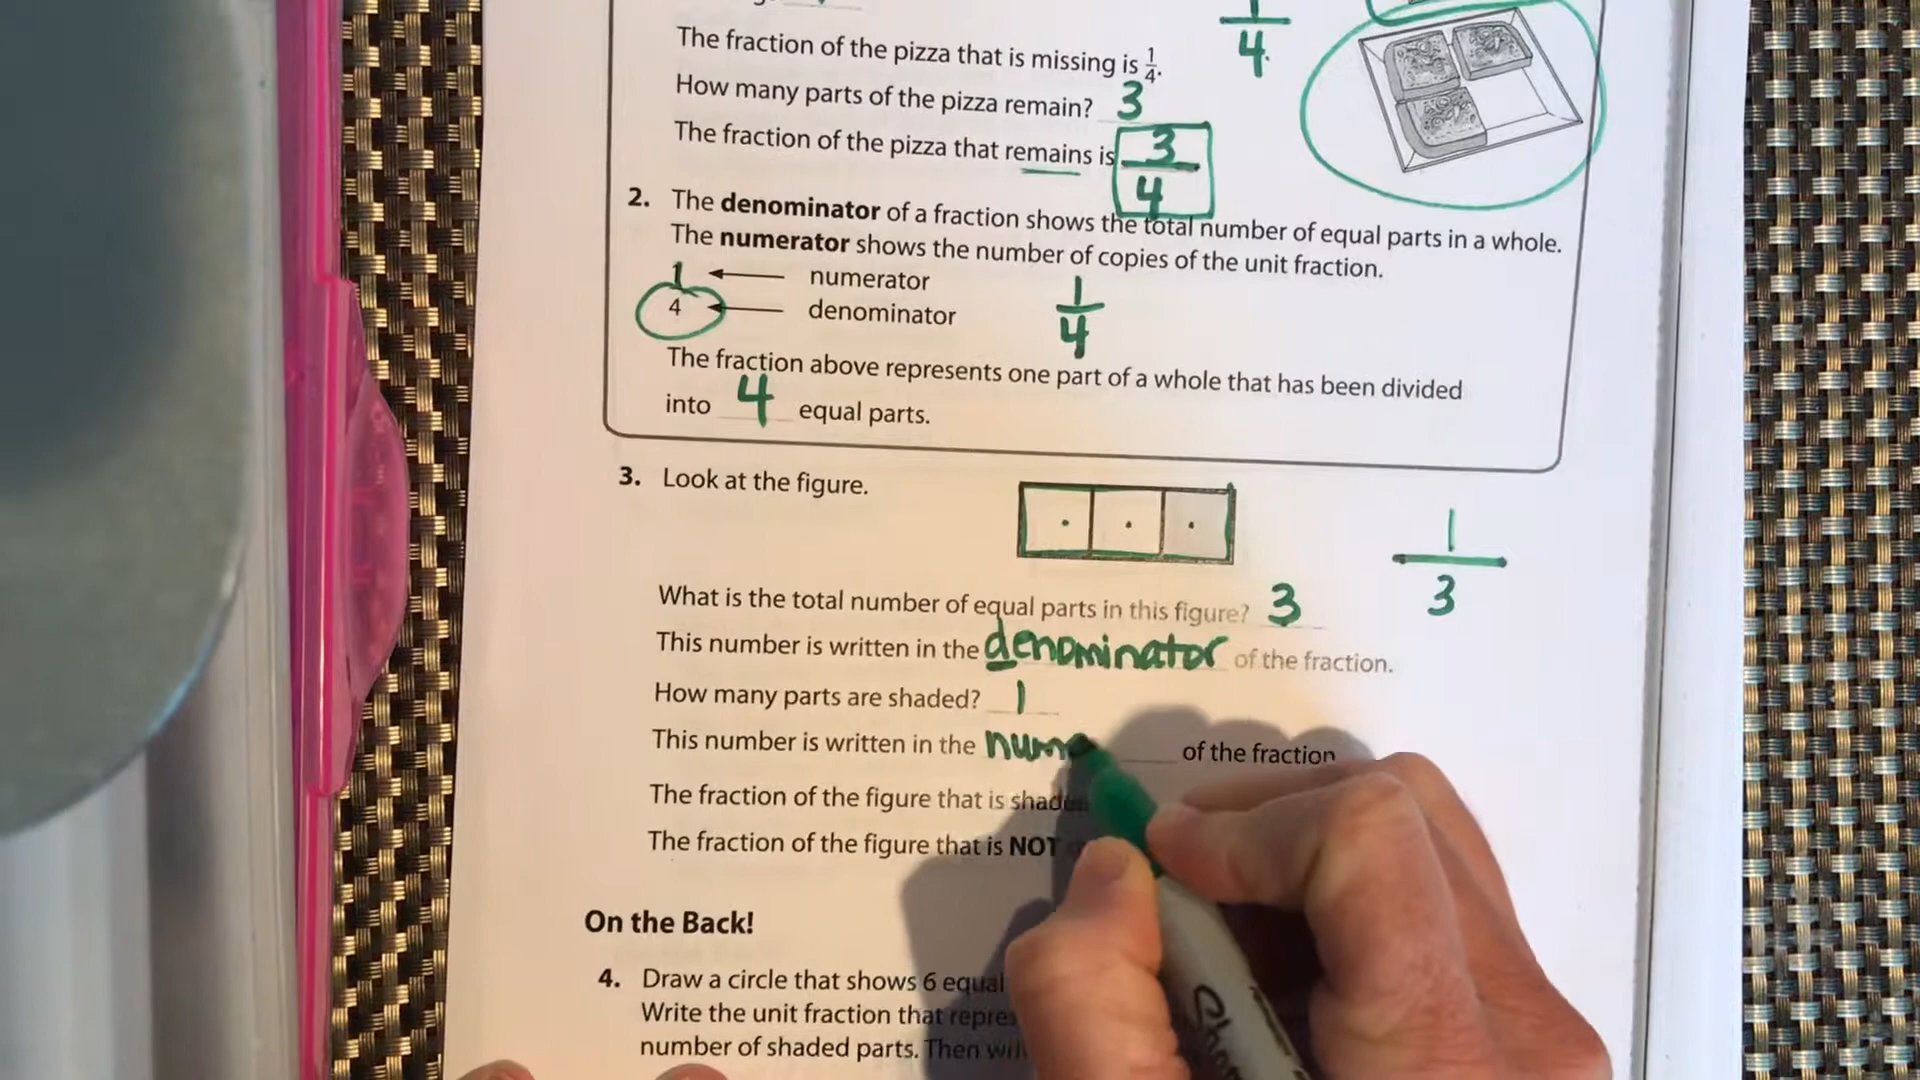 The fraction of the pizza that is missing is 1/4.
1
4
How many parts of the pizza remain? 3
The fraction of the pizza that remains is 3/4
2. The denominator of a fraction shows the total number of equal parts in a whole.
The numerator shows the number of copies of the unit fraction.
1 numerator
4 denominator
1
4
The fraction above represents one part of a whole that has been divided
into 4 equal parts.
3. Look at the figure.
1
3
What is the total number of equal parts in this figure? 3
This number is written in the denominator of the fraction.
How many parts are shaded? 1
This number is written in the nume of the fraction
The fraction of the figure that is shaded
The fraction of the figure that is NOT
On the Back!
4. Draw a circle that shows 6 equal
Write the unit fraction that repres
number of shaded parts. Then